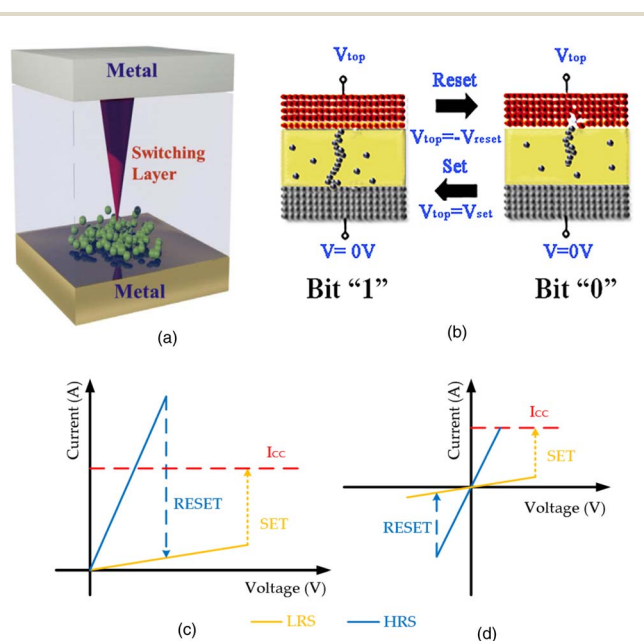 Metal
Switching
Layer
Metal
(a)
Vtop
Vtop
Reset
Vtop=-Vreset
Set
Vtop=Vset
V= 0V
V=0V
Bit “1”
Bit “0”
(b)
Current (A)
Icc
RESET
SET
Voltage (V)
(c)
Current (A)
Icc
SET
Voltage (V)
RESET
(d)
LRS
HRS